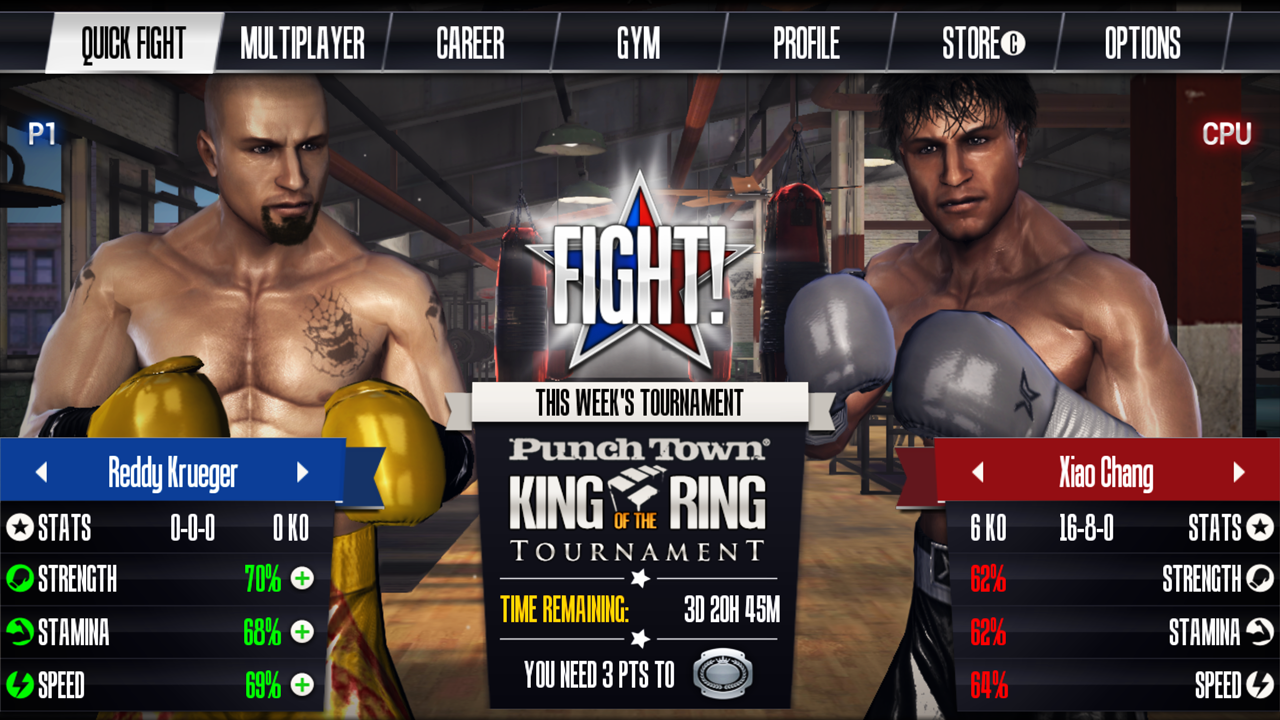 QUICK FIGHT
MULTIPLAYER
CAREER
GYM
PROFILE
STORE C
OPTIONS
P1
CPU
FIGHT!
THIS WEEK'S TOURNAMENT
Punch Town®
KING OF THE RING
TOURNAMENT
TIME REMAINING: 3D 20H 45M
YOU NEED 3 PTS TO
Reddy Krueger
STATS 0-0-0 0 KO
STRENGTH 70% +
STAMINA 68% +
SPEED 69% +
Xiao Chang
6 KO 16-8-0 STATS
62% STRENGTH
62% STAMINA
64% SPEED